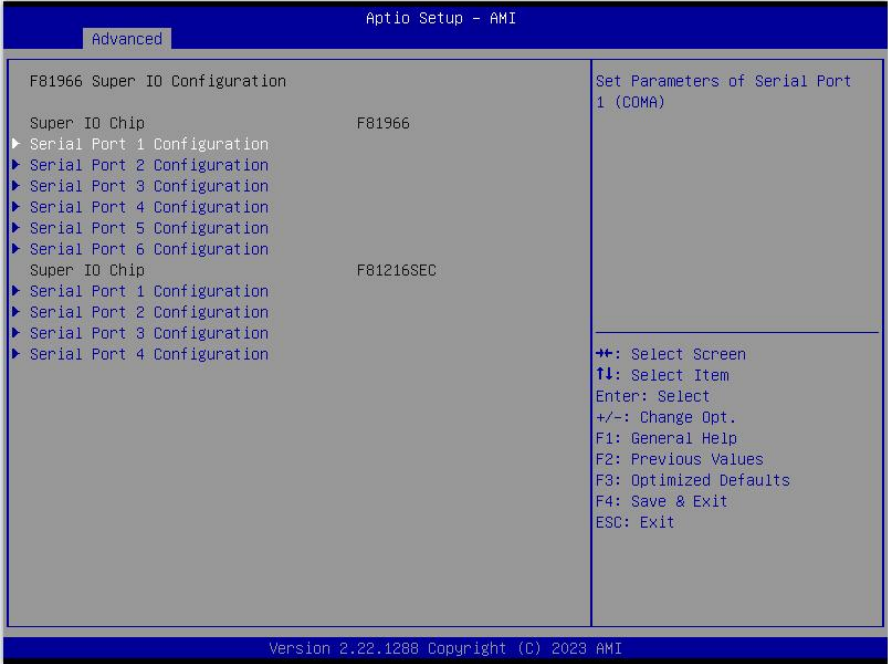 Aptio Setup – AMI
Advanced
F81966 Super IO Configuration
Super IO Chip F81966
Serial Port 1 Configuration
Serial Port 2 Configuration
Serial Port 3 Configuration
Serial Port 4 Configuration
Serial Port 5 Configuration
Serial Port 6 Configuration
Super IO Chip F81216SEC
Serial Port 1 Configuration
Serial Port 2 Configuration
Serial Port 3 Configuration
Serial Port 4 Configuration
Set Parameters of Serial Port
1 (COMA)
→←: Select Screen
↑↓: Select Item
Enter: Select
+/-: Change Opt.
F1: General Help
F2: Previous Values
F3: Optimized Defaults
F4: Save & Exit
ESC: Exit
Version 2.22.1288 Copyright (C) 2023 AMI